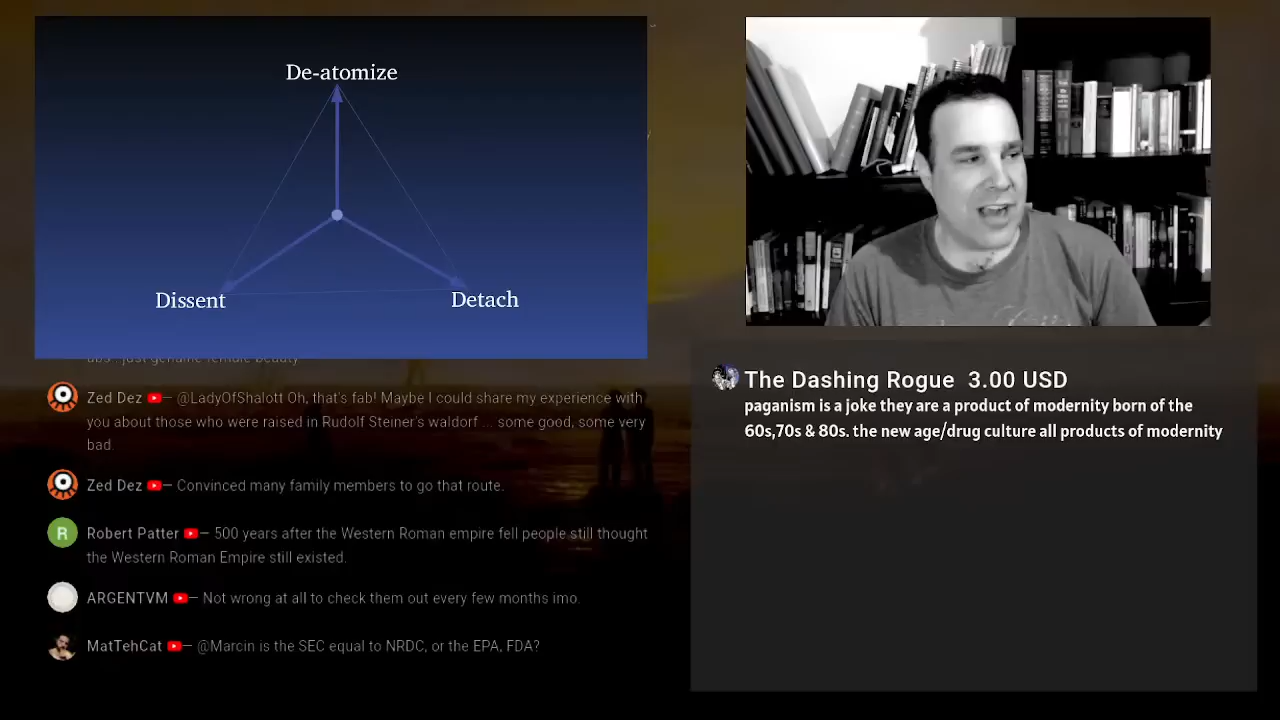 De-atomize
Dissent
Detach
abs...just genuine female beauty.
Zed Dez — @LadyOfShalott Oh, that's fab! Maybe I could share my experience with
you about those who were raised in Rudolf Steiner's waldorf ... some good, some very
bad.
Zed Dez — Convinced many family members to go that route.
R
Robert Patter — 500 years after the Western Roman empire fell people still thought
the Western Roman Empire still existed.
ARGENTVM — Not wrong at all to check them out every few months imo.
MatTehCat — @Marcin is the SEC equal to NRDC, or the EPA, FDA?
The Dashing Rogue 3.00 USD
paganism is a joke they are a product of modernity born of the
60s,70s & 80s. the new age/drug culture all products of modernity